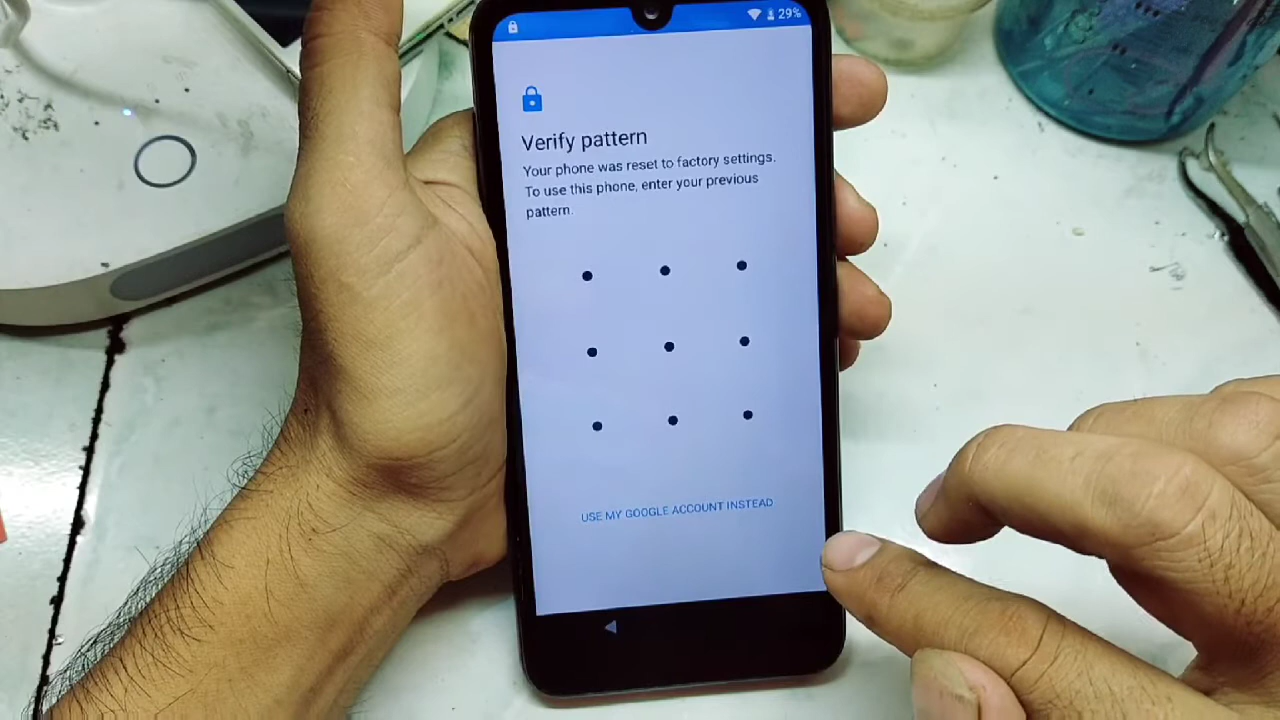 29%
Verify pattern
Your phone was reset to factory settings.
To use this phone, enter your previous
pattern.
USE MY GOOGLE ACCOUNT INSTEAD